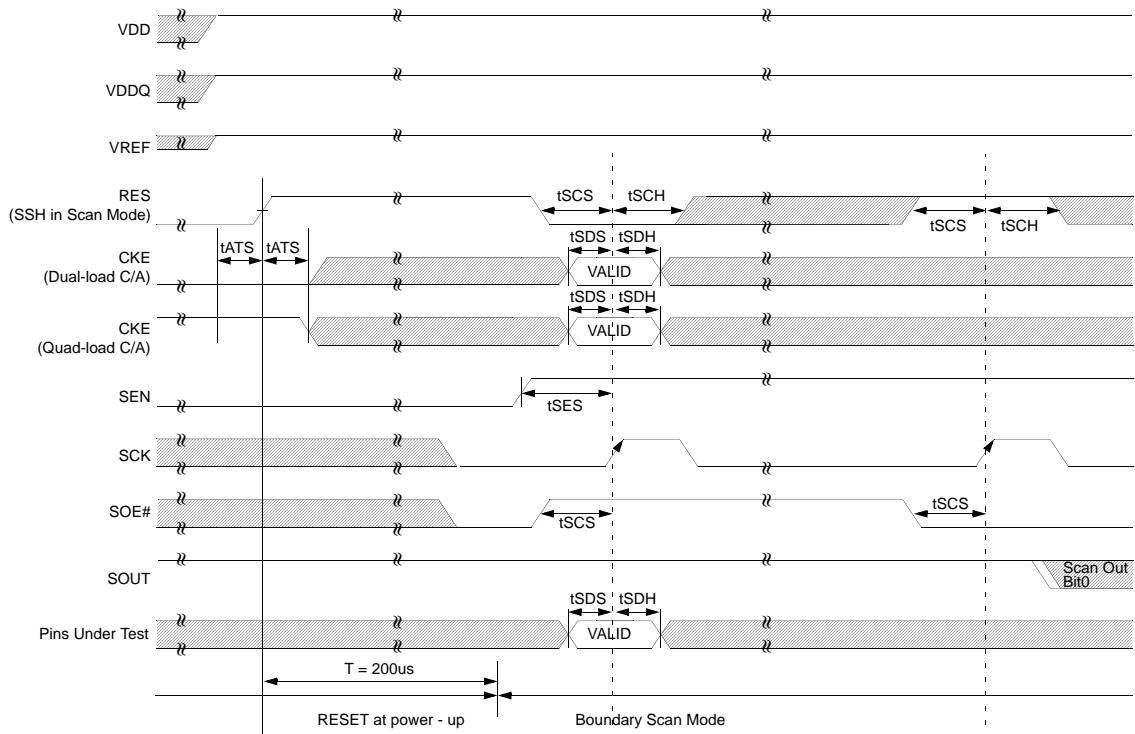 VDD
VDDQ
VREF
RES
(SSH in Scan Mode)
tSCS
tSCH
tSCS
tSCH
tATS
tATS
CKE
(Dual-load C/A)
tSDS
tSDH
VALID
CKE
(Quad-load C/A)
tSDS
tSDH
VALID
SEN
tSES
SCK
SOE#
tSCS
tSCS
SOUT
Scan Out
Bit0
Pins Under Test
tSDS
tSDH
VALID
T = 200us
RESET at power - up
Boundary Scan Mode